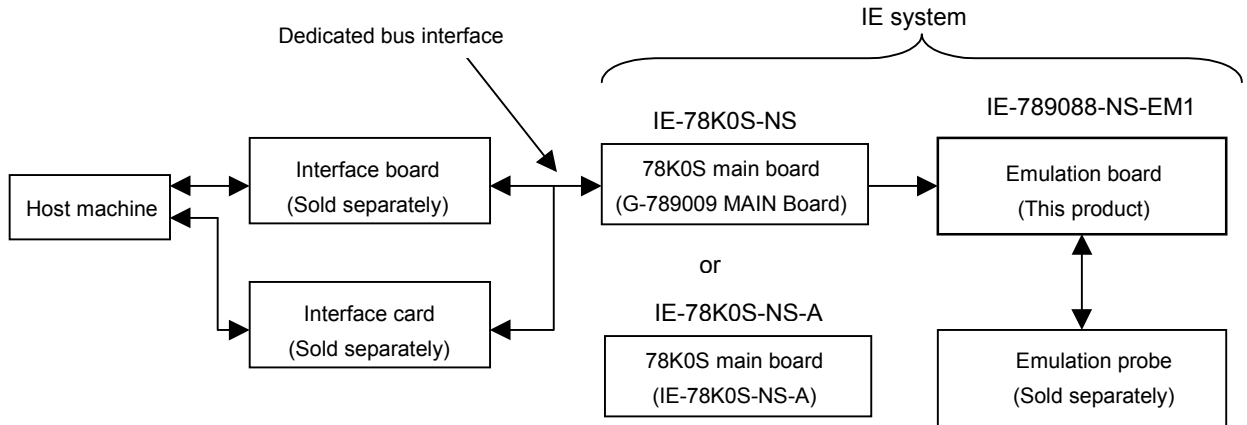 IE system
Dedicated bus interface
IE-78K0S-NS
IE-789088-NS-EM1
Host machine
Interface board
(Sold separately)
78K0S main board
(G-789009 MAIN Board)
Emulation board
(This product)
or
Interface card
(Sold separately)
IE-78K0S-NS-A
78K0S main board
(IE-78K0S-NS-A)
Emulation probe
(Sold separately)